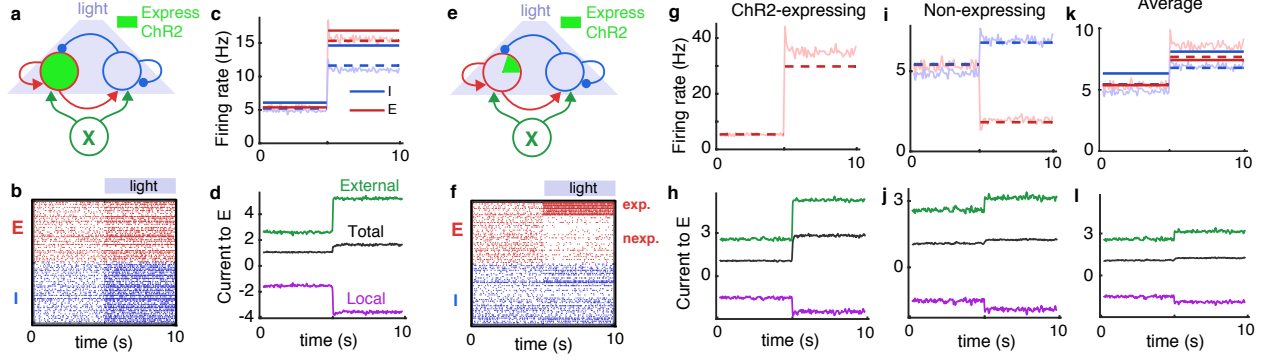 a
light
Express
ChR2
X
b
light
E
I
0
10
time (s)
c
Firing rate (Hz)
15
10
5
0
I
E
0
10
d
Current to E
4
2
0
-2
-4
External
Total
Local
0
10
time (s)
e
light
Express
ChR2
X
f
light
E
I
exp.
nexp.
0
10
time (s)
g
ChR2-expressing
Firing rate (Hz)
40
20
0
0
10
h
Current to E
3
0
0
10
time (s)
i
Non-expressing
5
0
0
10
j
3
0
0
10
time (s)
k
Average
10
5
0
0
10
l
3
0
0
10
time (s)